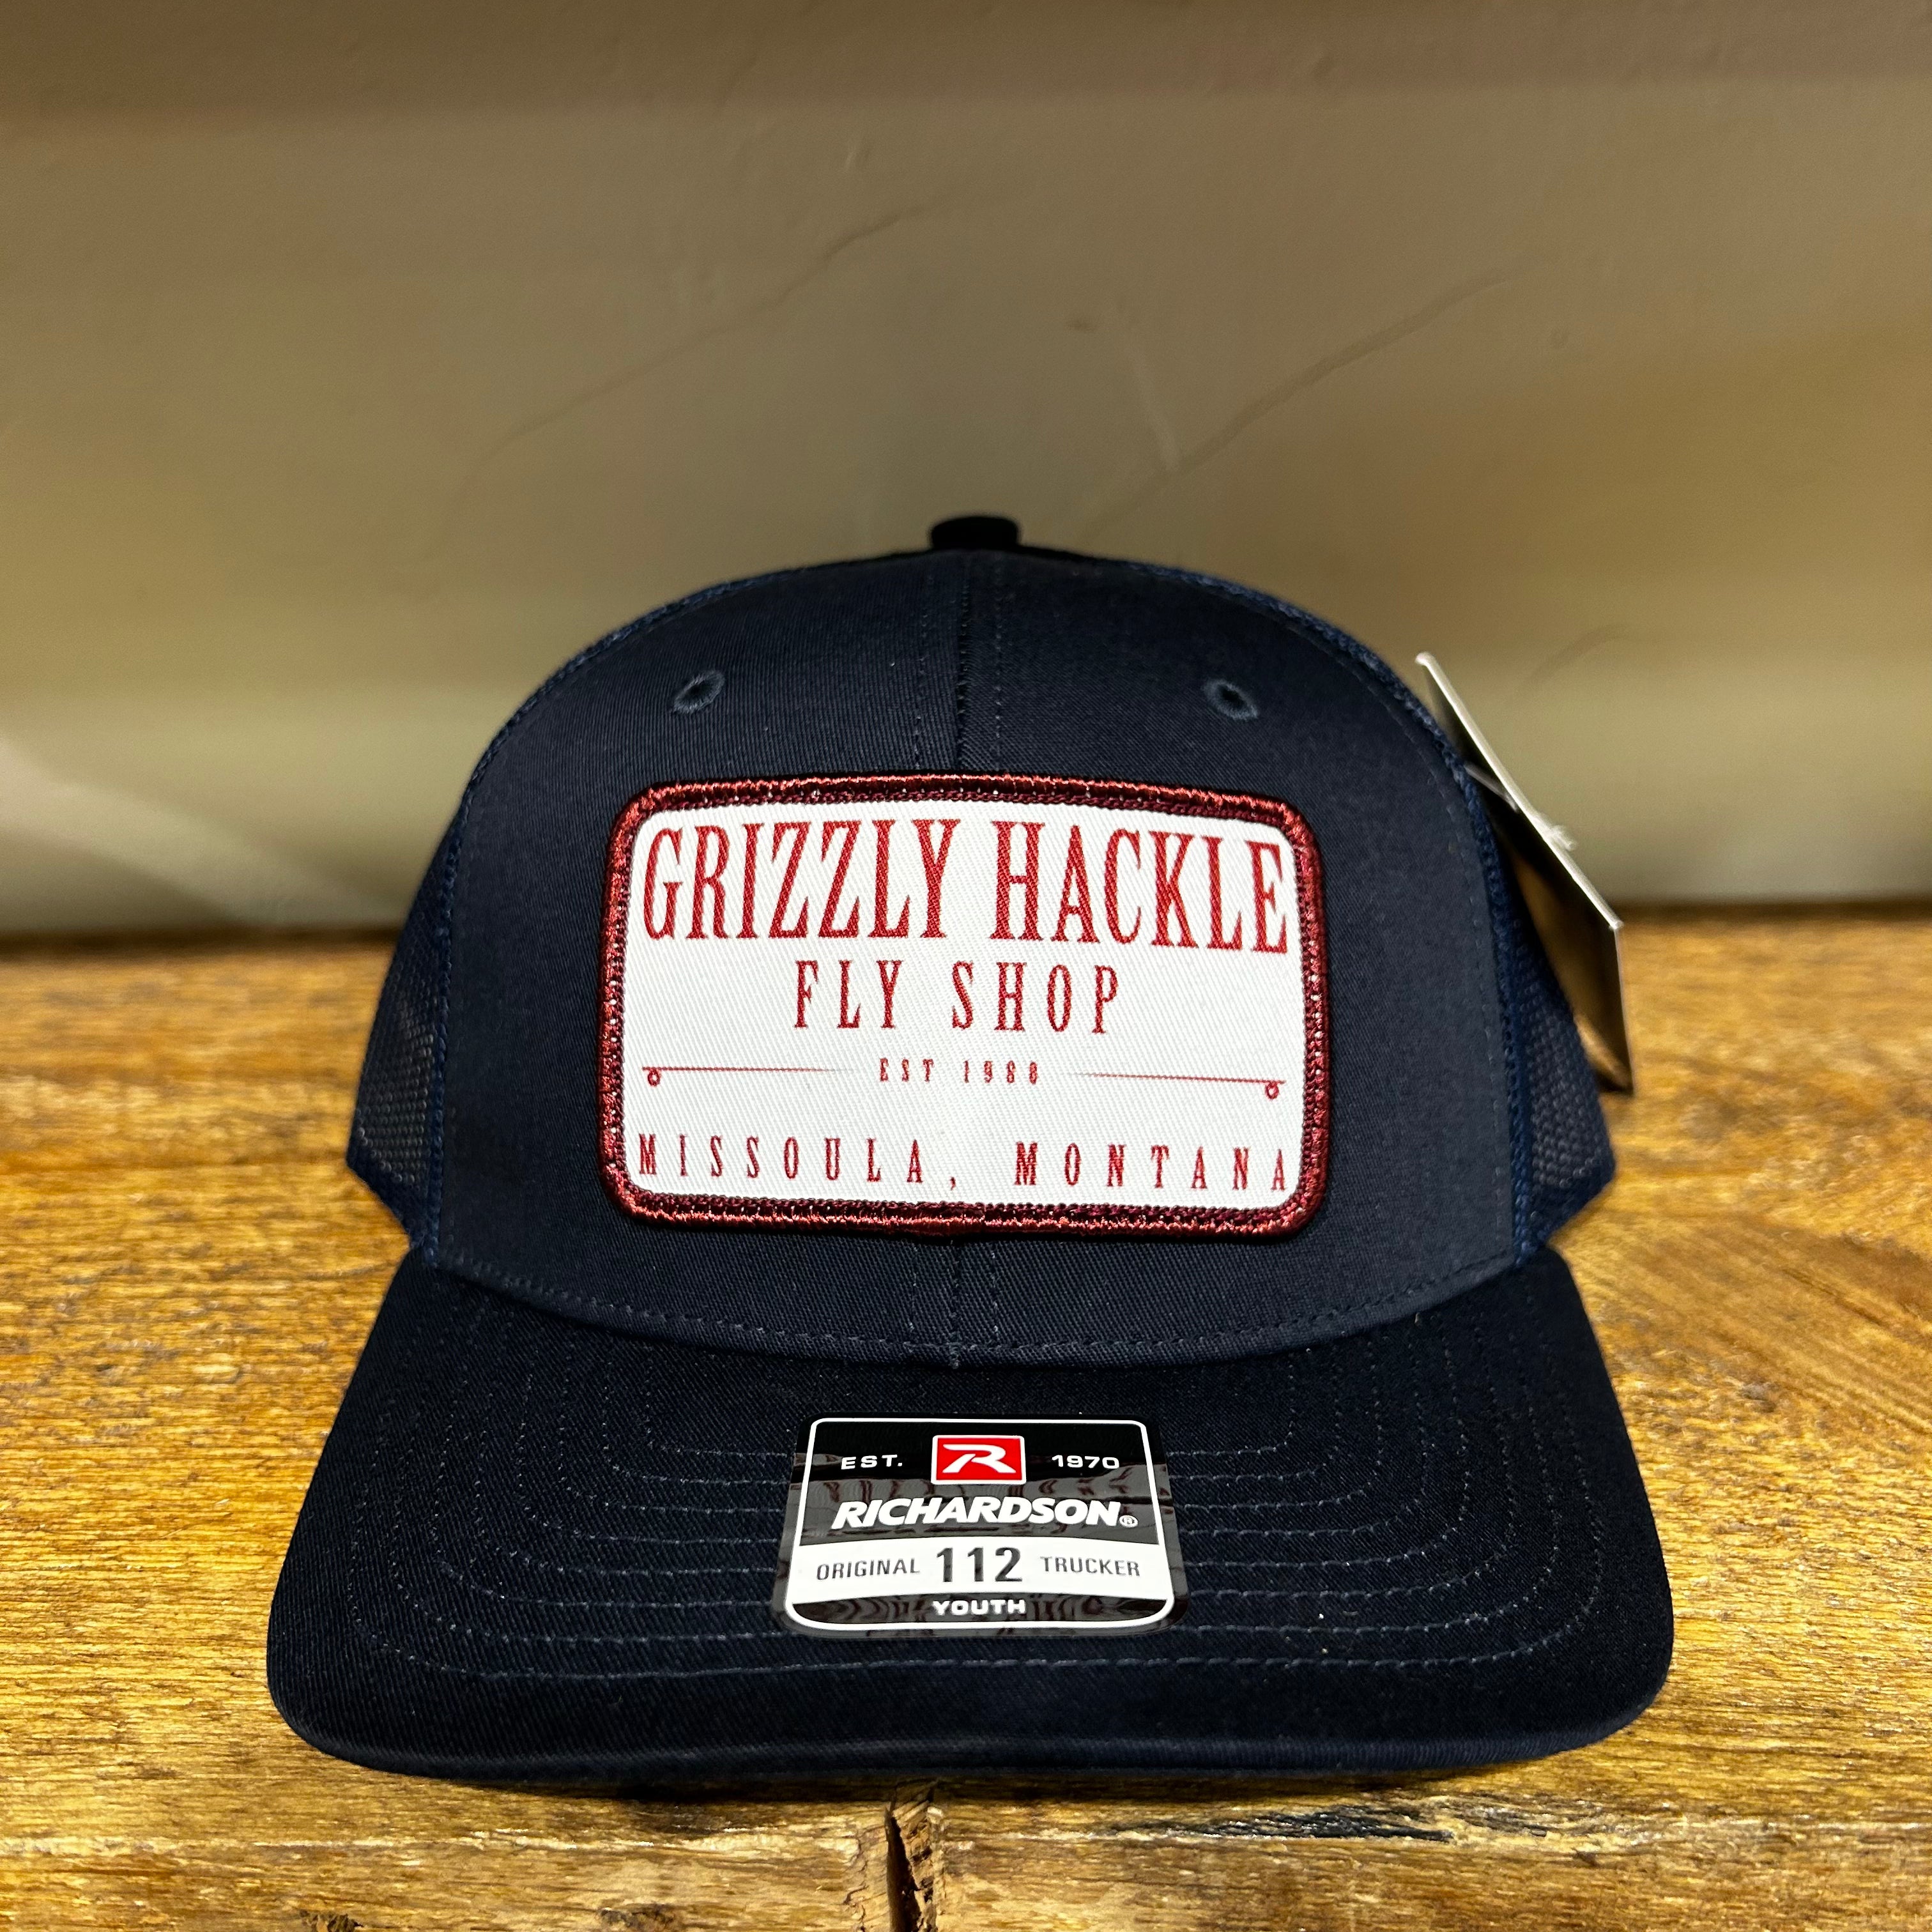 GRIZZLY HACKLE
FLY SHOP
EST 1988
MISSOULA, MONTANA
EST. R 1970
RICHARDSON®
ORIGINAL 112 TRUCKER
YOUTH